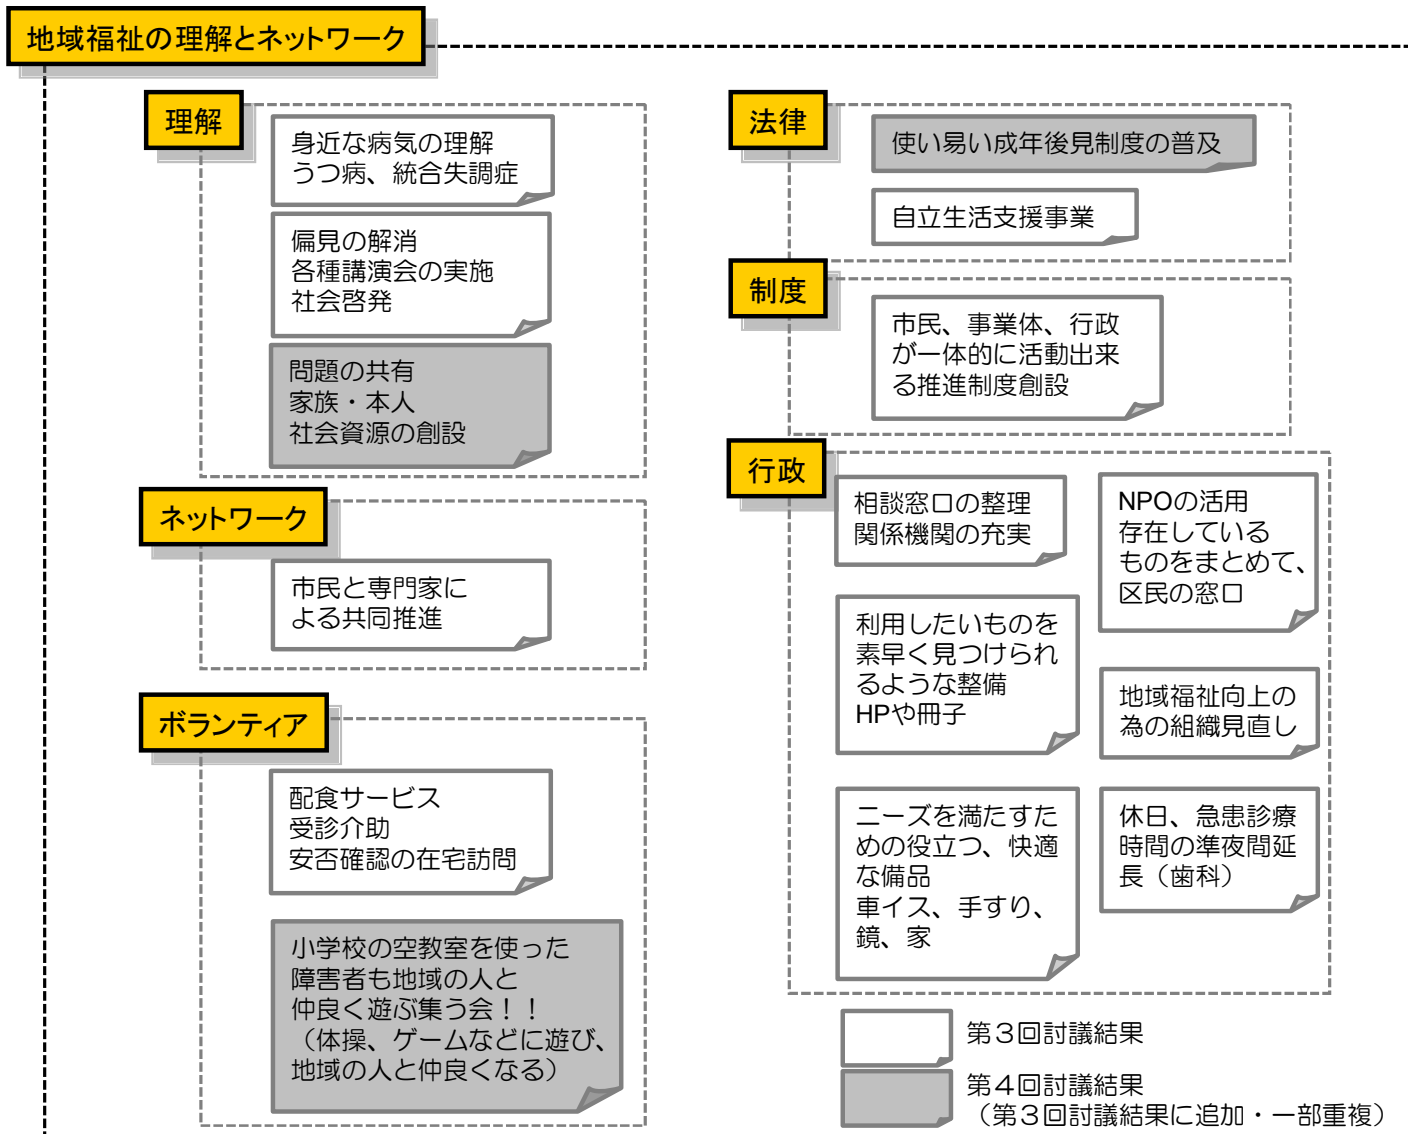 地域福祉の理解とネットワーク
理解
身近な病気の理解
うつ病、統合失調症
偏見の解消
各種講演会の実施
社会啓発
問題の共有
家族・本人
社会資源の創設
ネットワーク
市民と専門家に
よる共同推進
ボランティア
配食サービス
受診介助
安否確認の在宅訪問
小学校の空教室を使った
障害者も地域の人と
仲良く遊ぶ集う会！！
（体操、ゲームなどに遊び、
地域の人と仲良くなる）
法律
使い易い成年後見制度の普及
自立生活支援事業
制度
市民、事業体、行政
が一体的に活動出来
る推進制度創設
行政
相談窓口の整理
関係機関の充実
NPOの活用
存在している
ものをまとめて、
区民の窓口
利用したいものを
素早く見つけられ
るような整備
HPや冊子
地域福祉向上の
為の組織見直し
ニーズを満たすた
めの役立つ、快適
な備品
車イス、手すり、
鏡、家
休日、急患診療
時間の準夜間延
長（歯科）
第３回討議結果
第４回討議結果
（第３回討議結果に追加・一部重複）